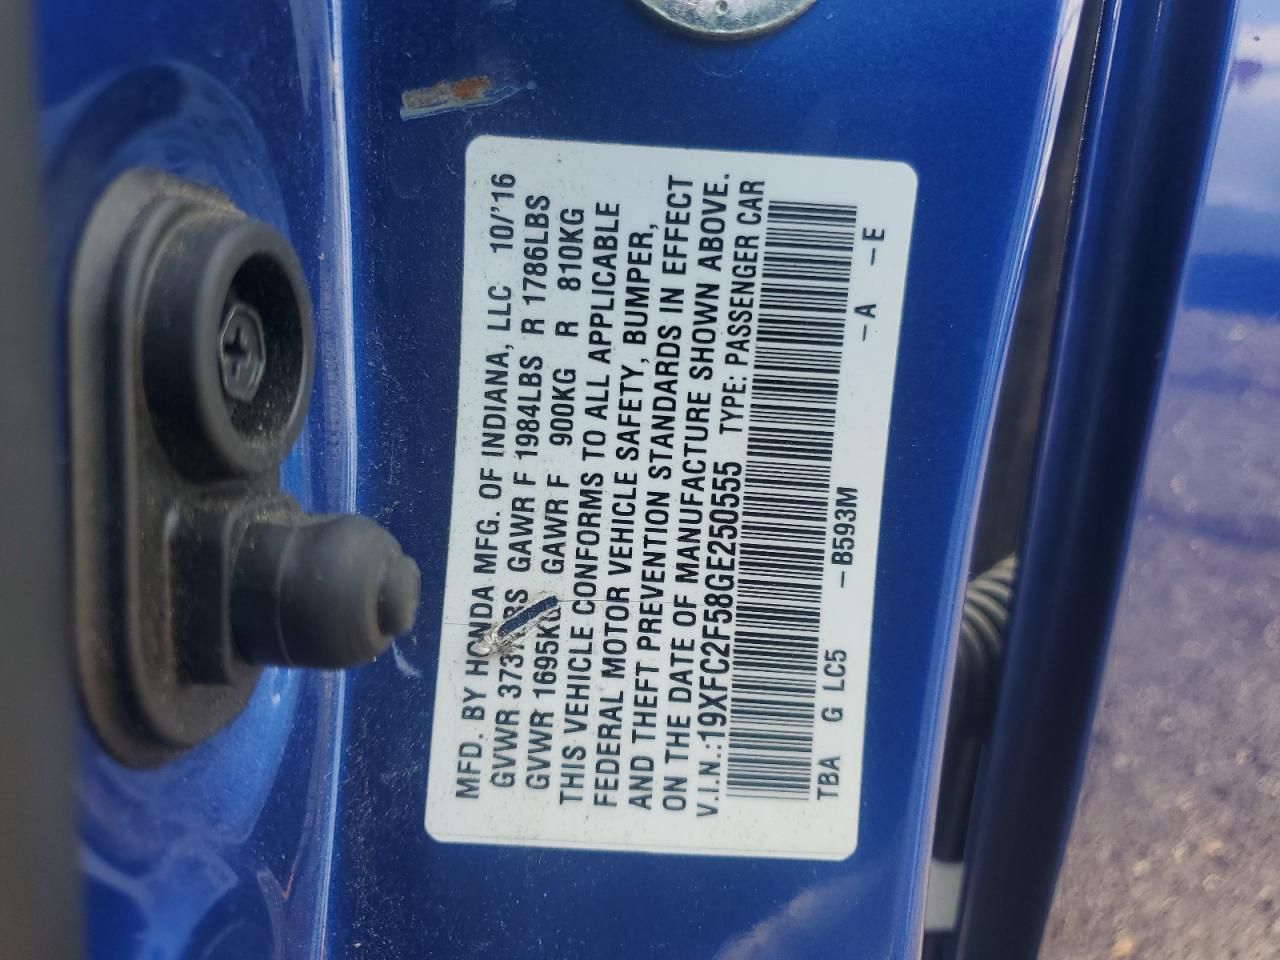 MFD. BY HONDA MFG. OF INDIANA, LLC 10/'16
GVWR GAWR F 1984LBS R 1786LBS
GVWR 1695KG GAWR F 900KG R 810KG
THIS VEHICLE CONFORMS TO ALL APPLICABLE
FEDERAL MOTOR VEHICLE SAFETY, BUMPER,
AND THEFT PREVENTION STANDARDS IN EFFECT
ON THE DATE OF MANUFACTURE SHOWN ABOVE.
V.I.N.:19XFC2F58GE250555 TYPE: PASSENGER CAR
TBA G LC5 -B593M -A -E